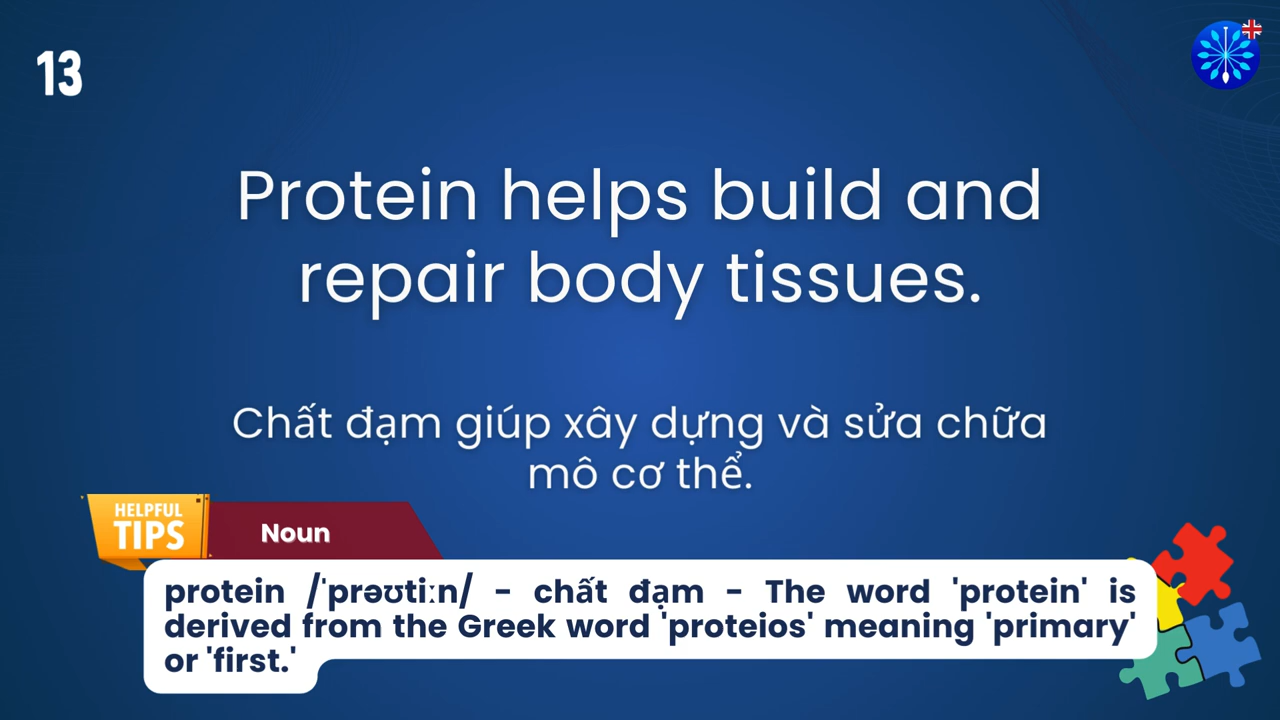 13
Protein helps build and
repair body tissues.
Chất đạm giúp xây dựng và sửa chữa
mô cơ thể.
HELPFUL
TIPS
Noun
protein /ˈprəʊtiːn/ - chất đạm - The word 'protein' is
derived from the Greek word 'proteios' meaning 'primary'
or 'first.'